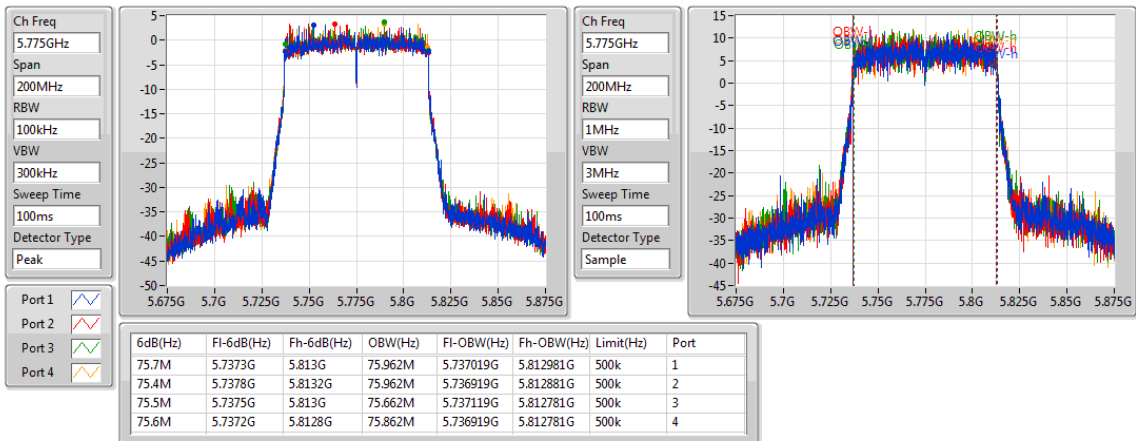 Ch Freq
5.775GHz
Span
200MHz
RBW
100kHz
VBW
300kHz
Sweep Time
100ms
Detector Type
Peak
5
0
-5
-10
-15
-20
-25
-30
-35
-40
-45
-50
5.675G 5.7G 5.725G 5.75G 5.775G 5.8G 5.825G 5.85G 5.875G
Ch Freq
5.775GHz
Span
200MHz
RBW
1MHz
VBW
3MHz
Sweep Time
100ms
Detector Type
Sample
15
10
5
0
-5
-10
-15
-20
-25
-30
-35
-40
-45
5.675G 5.7G 5.725G 5.75G 5.775G 5.8G 5.825G 5.85G 5.875G
Port 1
Port 2
Port 3
Port 4
6dB(Hz) Fl-6dB(Hz) Fh-6dB(Hz) OBW(Hz) Fl-OBW(Hz) Fh-OBW(Hz) Limit(Hz) Port
75.7M 5.7373G 5.813G 75.962M 5.737019G 5.812981G 500k 1
75.4M 5.7378G 5.8132G 75.962M 5.736919G 5.812881G 500k 2
75.5M 5.7375G 5.813G 75.662M 5.737119G 5.812781G 500k 3
75.6M 5.7372G 5.8128G 75.862M 5.736919G 5.812781G 500k 4